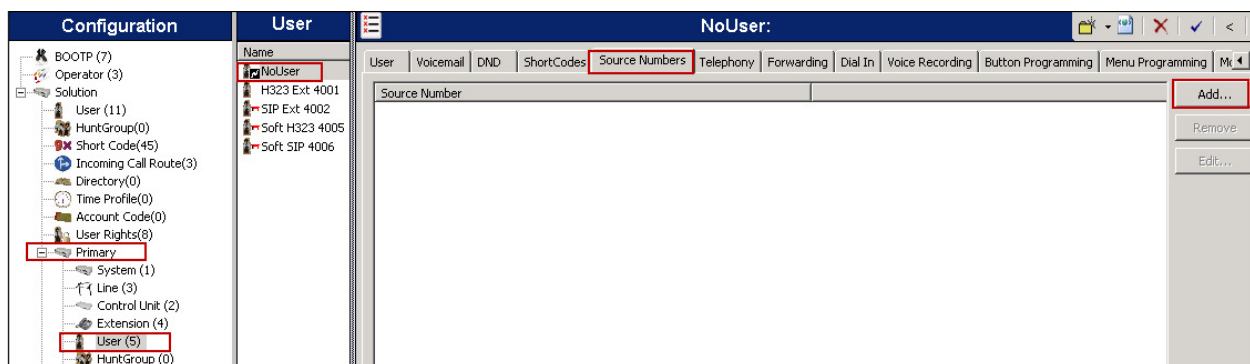 Configuration
BOOTP (7)
Operator (3)
Solution
User (11)
HuntGroup(0)
Short Code(45)
Incoming Call Route(3)
Directory(0)
Time Profile(0)
Account Code(0)
User Rights(8)
Primary
System (1)
Line (3)
Control Unit (2)
Extension (4)
User (5)
HuntGroup (0)
User
Name
NoUser
H323 Ext 4001
SIP Ext 4002
Soft H323 4005
Soft SIP 4006
NoUser:
User Voicemail DND ShortCodes Source Numbers Telephony Forwarding Dial In Voice Recording Button Programming Menu Programming
Source Number
Add...
Remove
Edit...